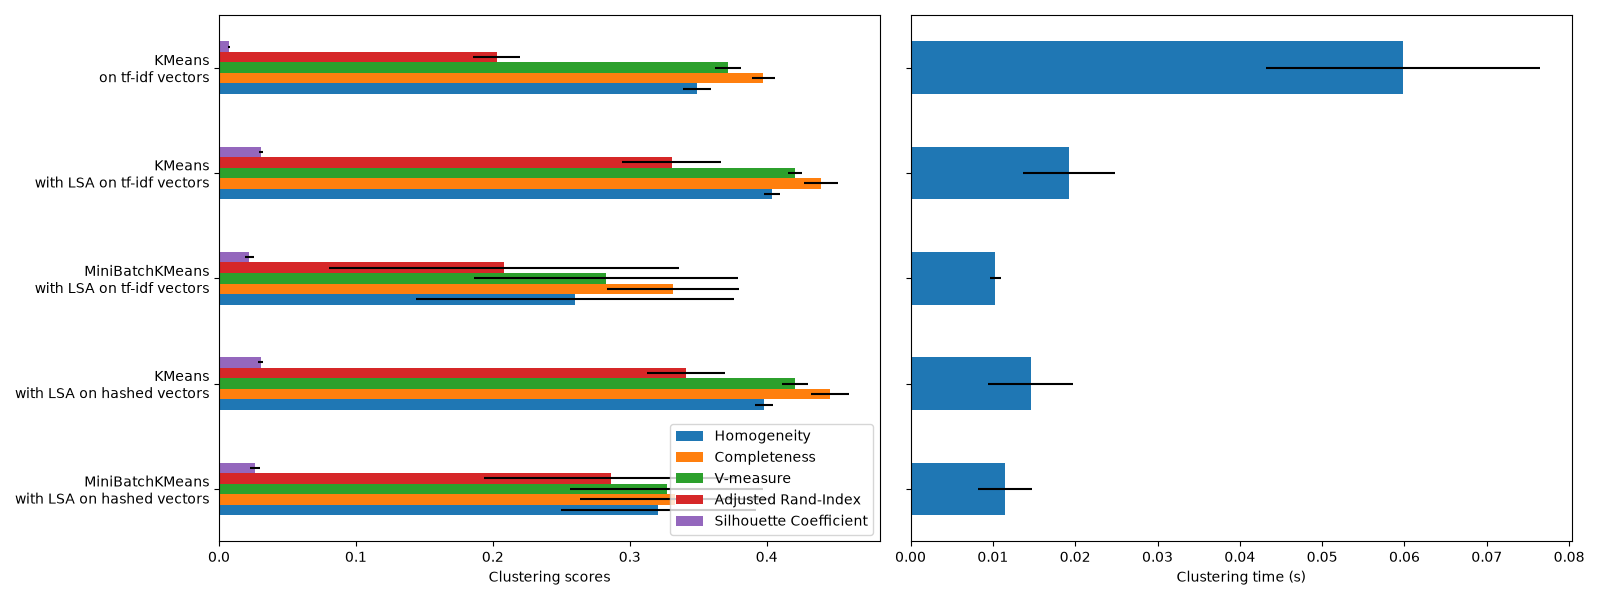 KMeans
on tf-idf vectors
KMeans
with LSA on tf-idf vectors
MiniBatchKMeans
with LSA on tf-idf vectors
KMeans
with LSA on hashed vectors
MiniBatchKMeans
with LSA on hashed vectors
Homogeneity
Completeness
V-measure
Adjusted Rand-Index
Silhouette Coefficient
0.0 0.1 0.2 0.3 0.4
Clustering scores
0.00 0.01 0.02 0.03 0.04 0.05 0.06 0.07 0.08
Clustering time (s)